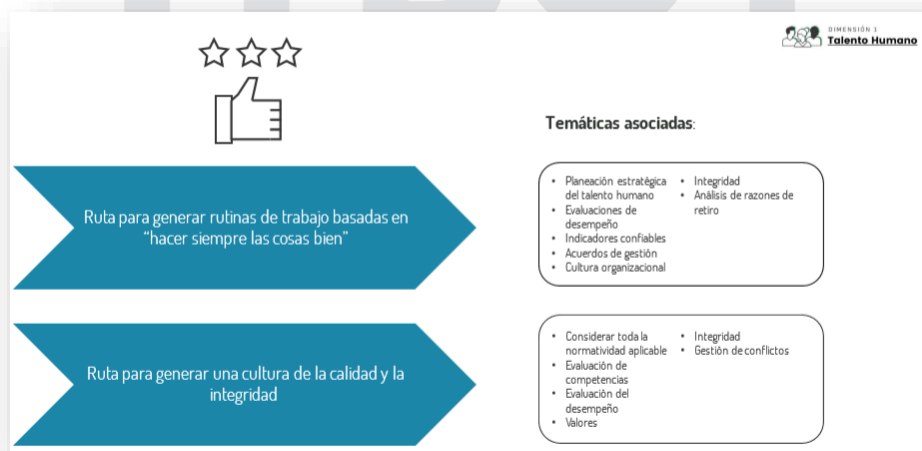 DIMENSIÓN 1
Talento Humano
Temáticas asociadas:
Ruta para generar rutinas de trabajo basadas en
“hacer siempre las cosas bien”
• Planeación estratégica
del talento humano
• Evaluaciones de
desempeño
• Indicadores confiables
• Acuerdos de gestión
• Cultura organizacional
• Integridad
• Análisis de razones de
retiro
Ruta para generar una cultura de la calidad y la
integridad
• Considerar toda la
normatividad aplicable
• Evaluación de
competencias
• Evaluación del
desempeño
• Valores
• Integridad
• Gestión de conflictos